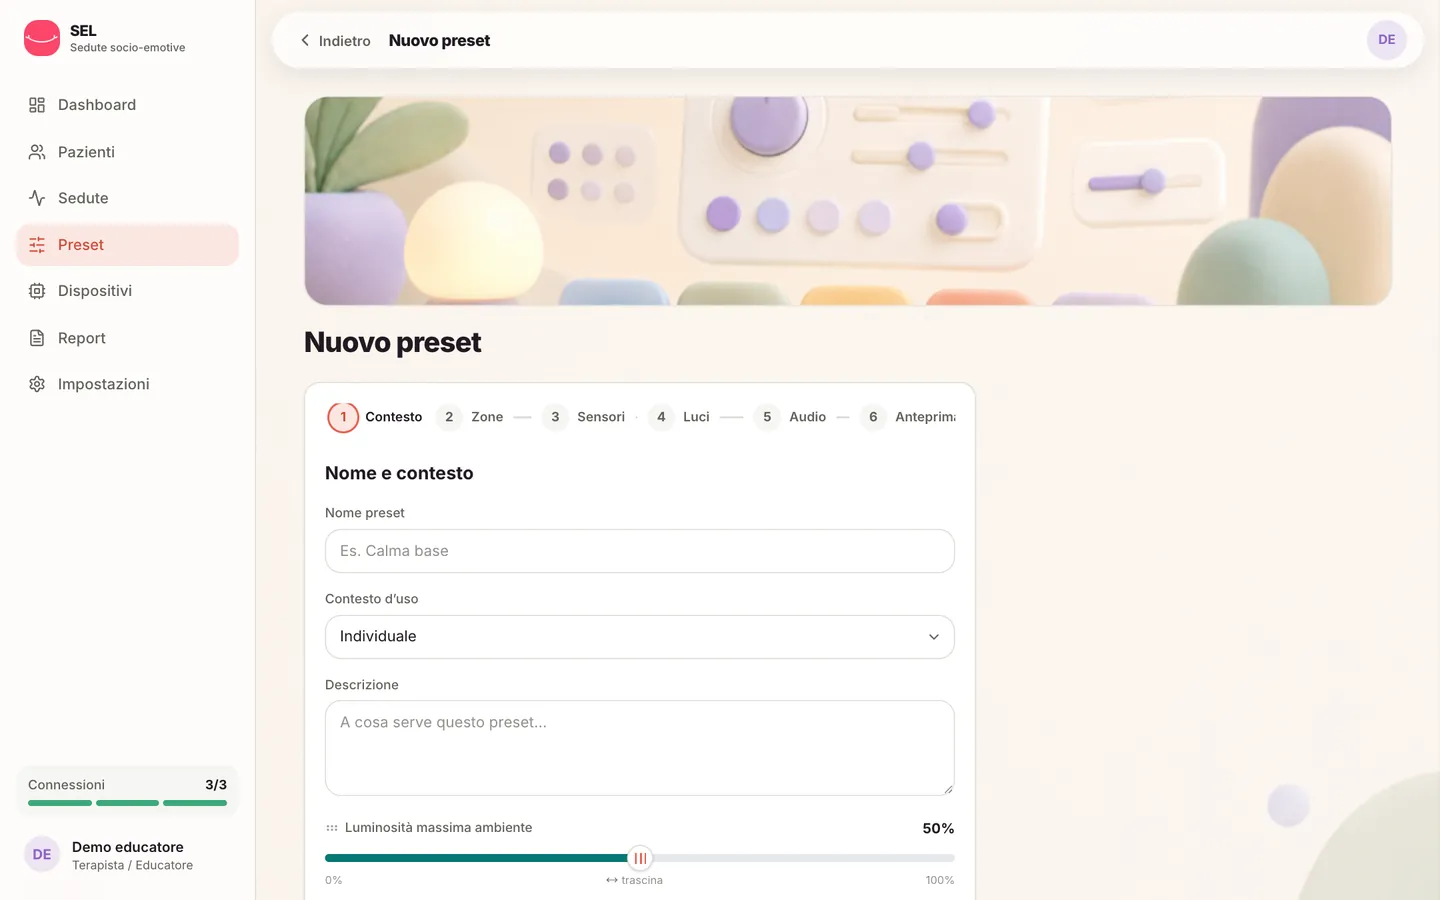 SEL
Sedute socio-emotive
Dashboard
Pazienti
Sedute
Preset
Dispositivi
Report
Impostazioni
Connessioni 3/3
DE
Demo educatore
Terapista / Educatore
Indietro Nuovo preset DE
Nuovo preset
1 Contesto 2 Zone 3 Sensori 4 Luci 5 Audio 6 Anteprima
Nome e contesto
Nome preset
Es. Calma base
Contesto d’uso
Individuale
Descrizione
A cosa serve questo preset...
Luminosità massima ambiente 50%
0% ↔ trascina 100%